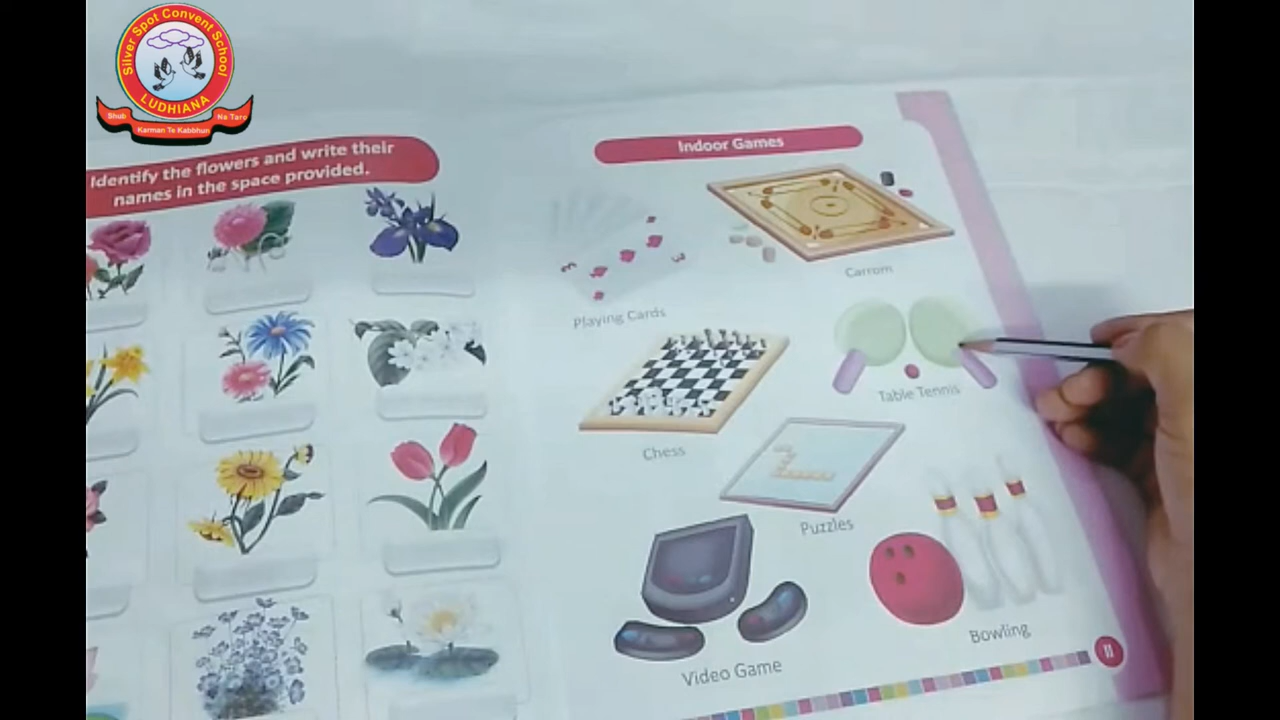 Silver Spot Convent School
LUDHIANA
Shub Karman Te Kabbhun Na Taro
Identify the flowers and write their
names in the space provided.
Indoor Games
Playing Cards
Carrom
Chess
Table Tennis
Puzzles
Video Game
Bowling
11